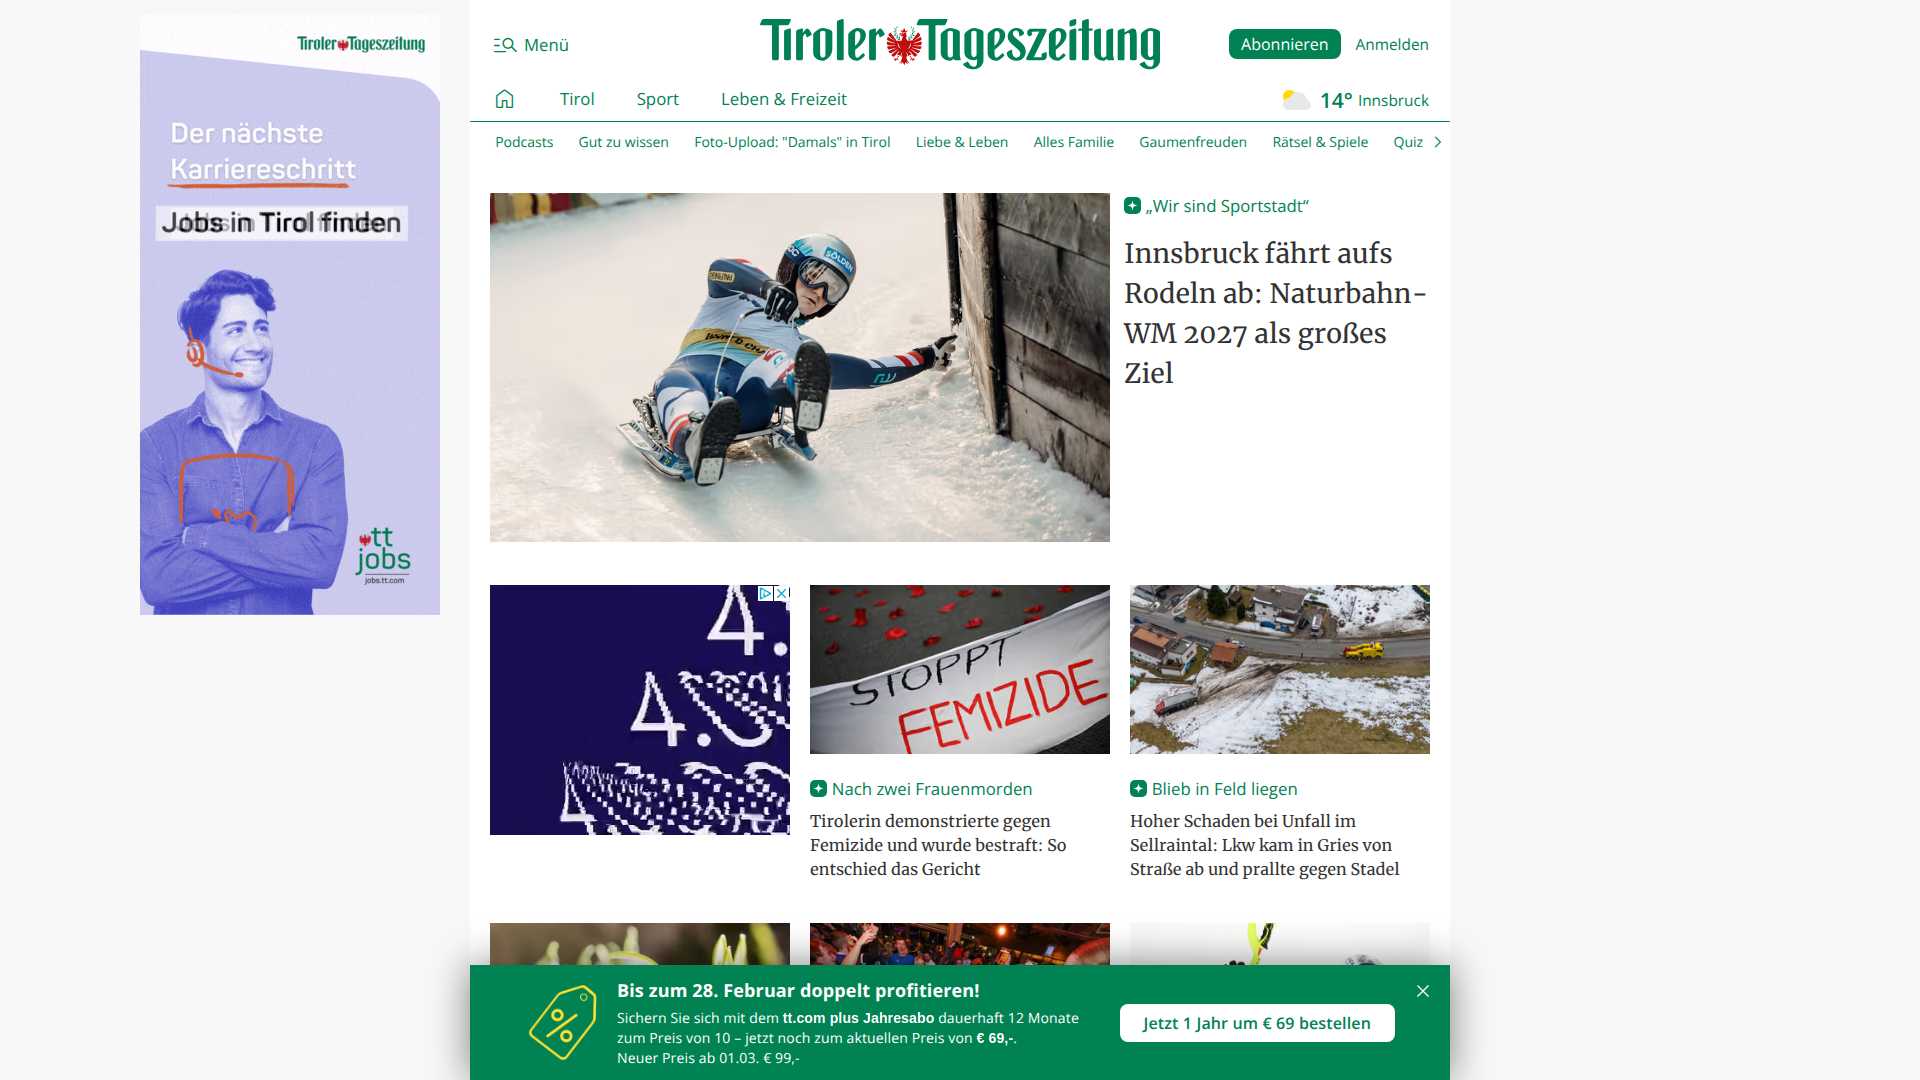 Tiroler Tageszeitung
Der nächste
Karriereschritt
Jobs in Tirol finden
tt
jobs
jobs.tt.com
Menü
Tiroler Tageszeitung
Abonnieren
Anmelden
Tirol
Sport
Leben & Freizeit
14° Innsbruck
Podcasts
Gut zu wissen
Foto-Upload: "Damals" in Tirol
Liebe & Leben
Alles Familie
Gaumenfreuden
Rätsel & Spiele
Quiz
SÖLDEN
„Wir sind Sportstadt“
Innsbruck fährt aufs
Rodeln ab: Naturbahn-
WM 2027 als großes
Ziel
4.
4.
STOPPT
FEMIZIDE
Nach zwei Frauenmorden
Tirolerin demonstrierte gegen
Femizide und wurde bestraft: So
entschied das Gericht
Blieb in Feld liegen
Hoher Schaden bei Unfall im
Sellraintal: Lkw kam in Gries von
Straße ab und prallte gegen Stadel
Bis zum 28. Februar doppelt profitieren!
Sichern Sie sich mit dem tt.com plus Jahresabo dauerhaft 12 Monate
zum Preis von 10 – jetzt noch zum aktuellen Preis von € 69,-.
Neuer Preis ab 01.03. € 99,-
Jetzt 1 Jahr um € 69 bestellen